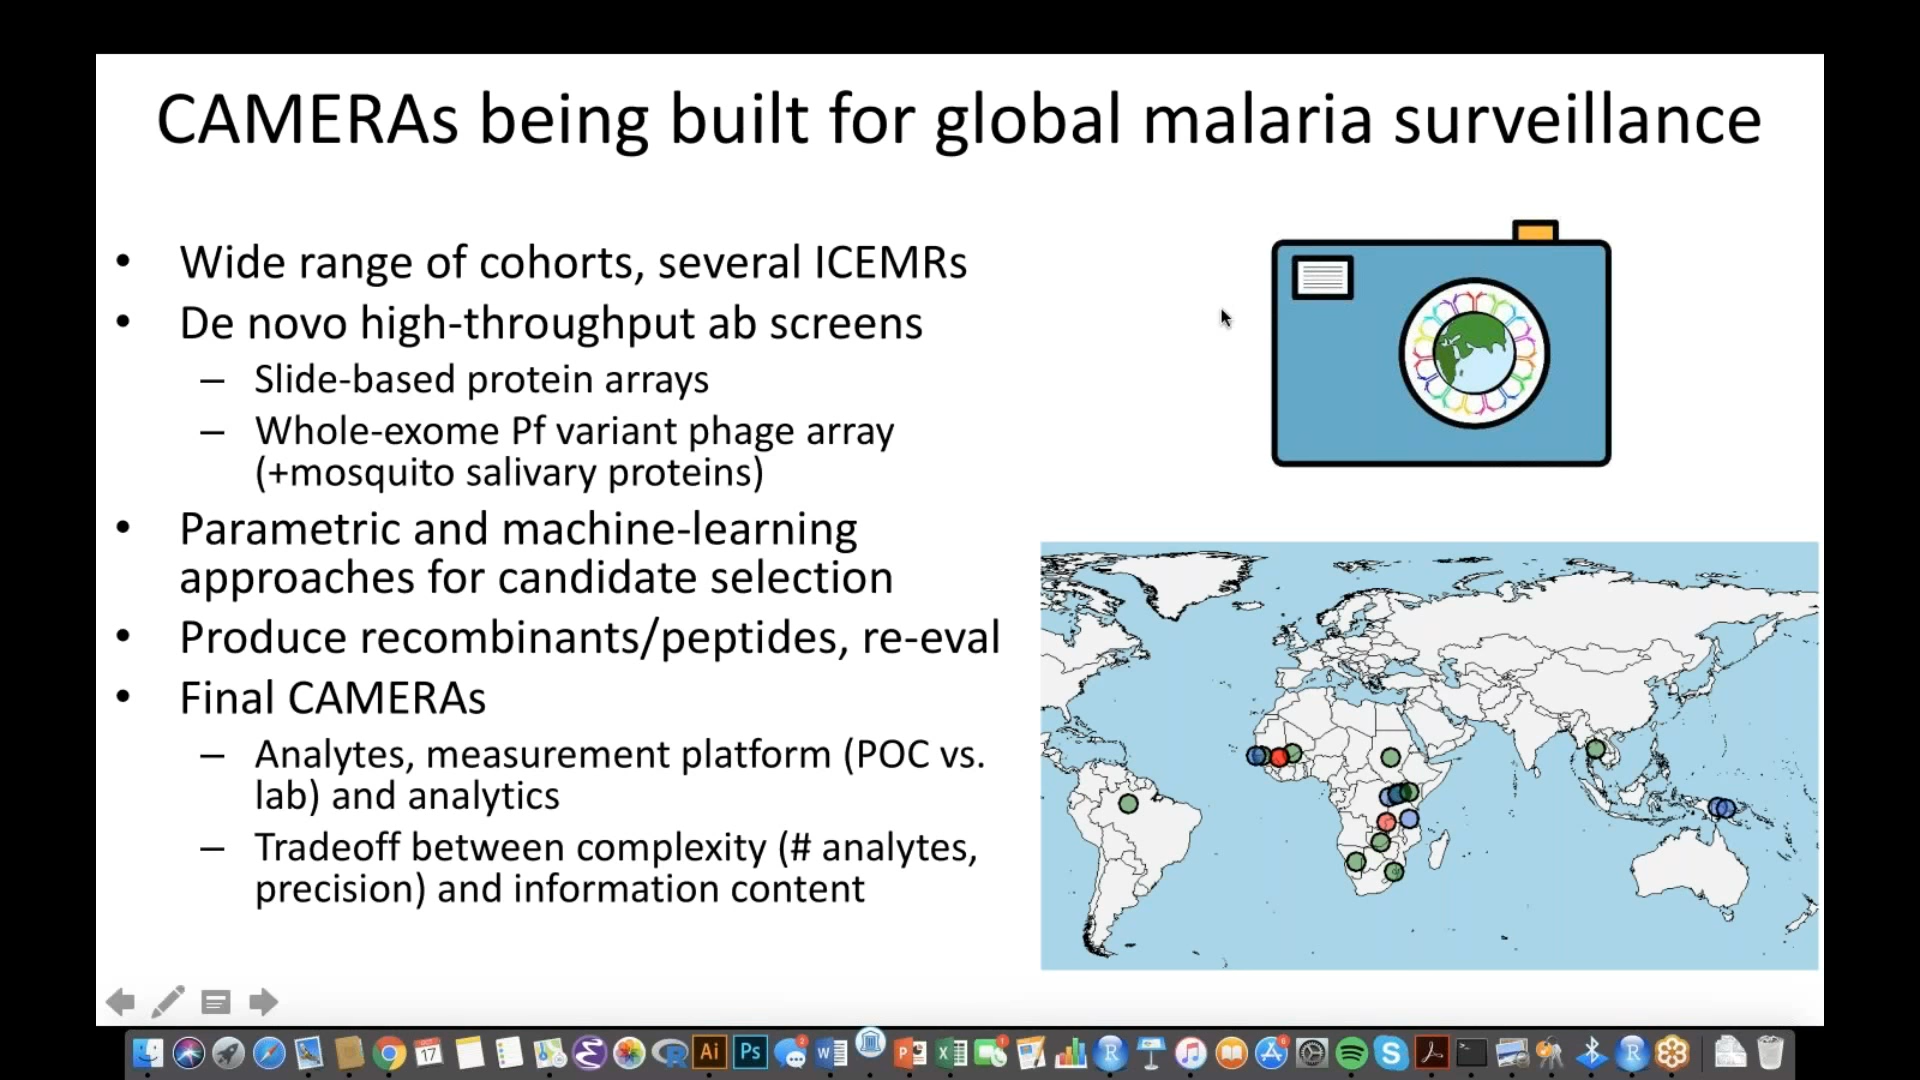 CAMERAs being built for global malaria surveillance
• Wide range of cohorts, several ICEMRs
• De novo high-throughput ab screens
– Slide-based protein arrays
– Whole-exome Pf variant phage array
(+mosquito salivary proteins)
• Parametric and machine-learning
approaches for candidate selection
• Produce recombinants/peptides, re-eval
• Final CAMERAs
– Analytes, measurement platform (POC vs.
lab) and analytics
– Tradeoff between complexity (# analytes,
precision) and information content
17
Ai
Ps
W
P
X
R
S
R